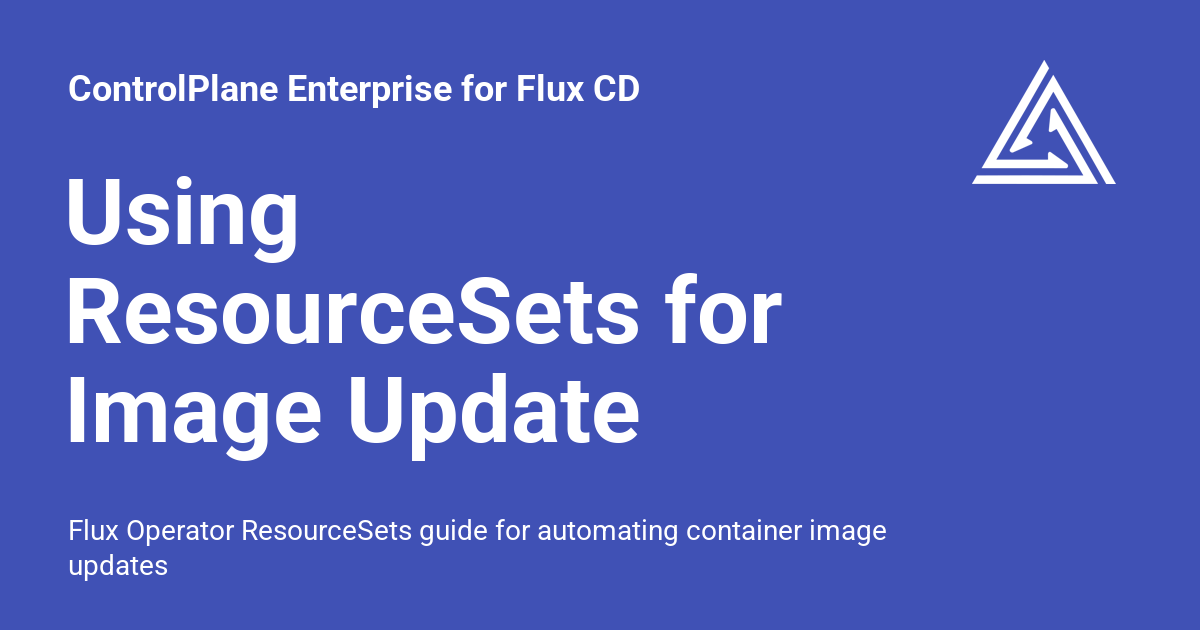 ControlPlane Enterprise for Flux CD
Using
ResourceSets for
Image Update
Flux Operator ResourceSets guide for automating container image
updates